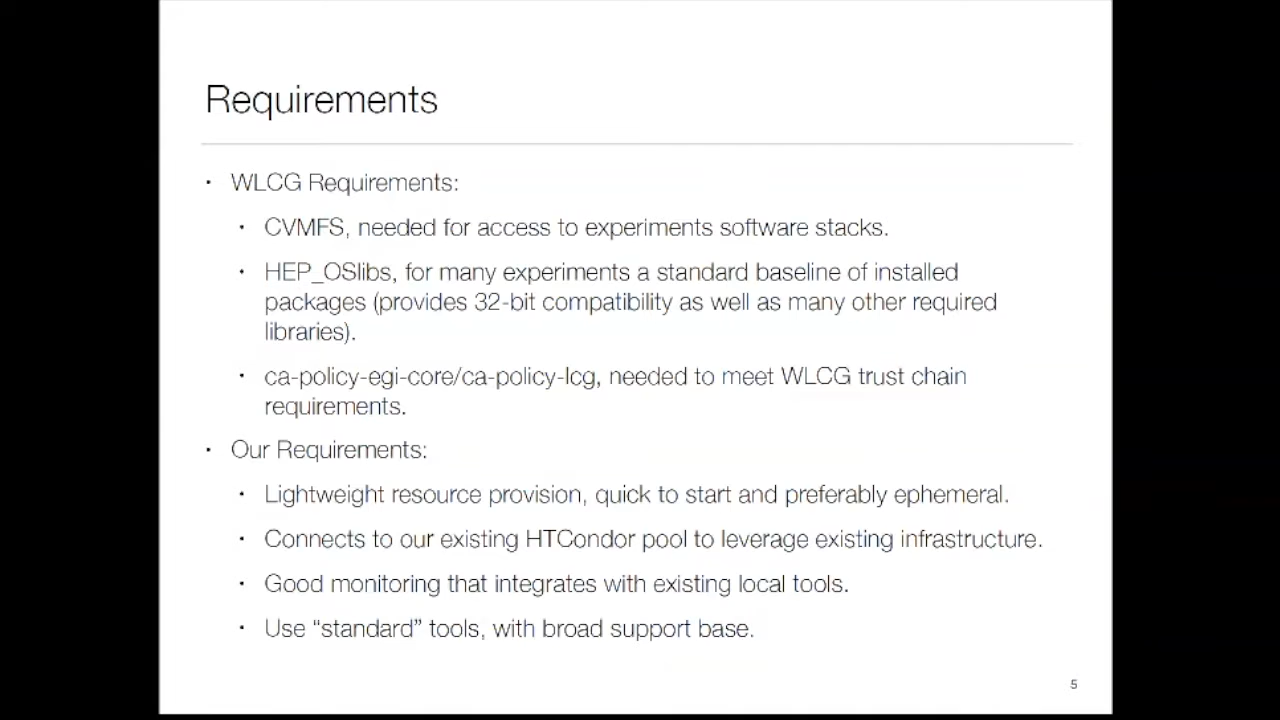 Requirements
• WLCG Requirements:
• CVMFS, needed for access to experiments software stacks.
• HEP_OSlibs, for many experiments a standard baseline of installed
packages (provides 32-bit compatibility as well as many other required
libraries).
• ca-policy-egi-core/ca-policy-lcg, needed to meet WLCG trust chain
requirements.
• Our Requirements:
• Lightweight resource provision, quick to start and preferably ephemeral.
• Connects to our existing HTCondor pool to leverage existing infrastructure.
• Good monitoring that integrates with existing local tools.
• Use “standard” tools, with broad support base.
5